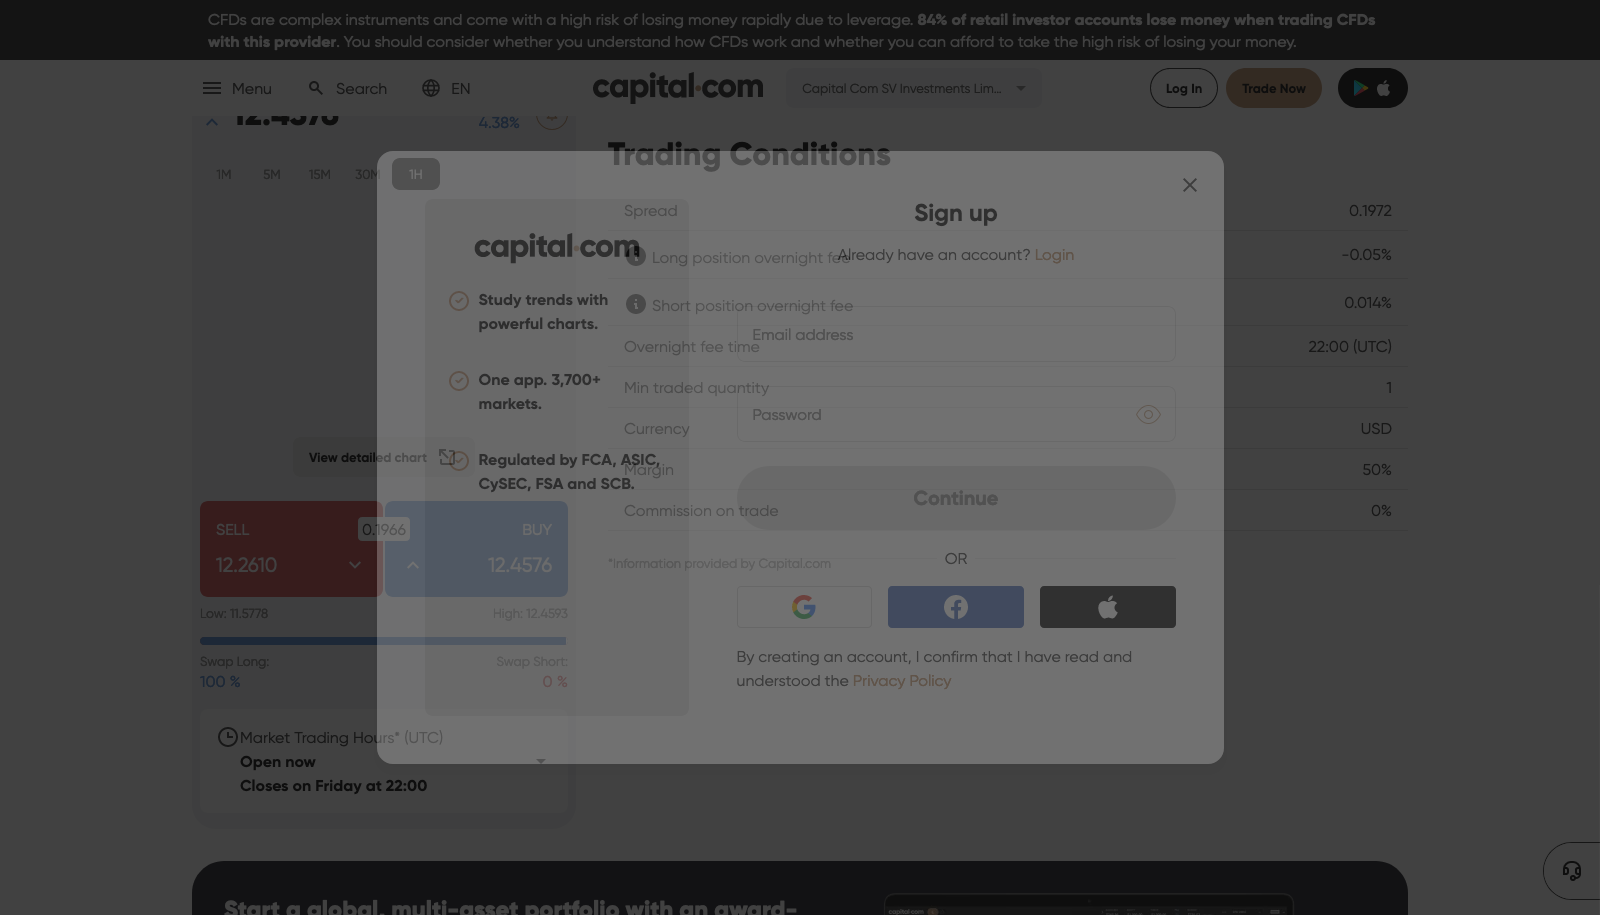 CFDs are complex instruments and come with a high risk of losing money rapidly due to leverage. 84% of retail investor accounts lose money when trading CFDs
with this provider. You should consider whether you understand how CFDs work and whether you can afford to take the high risk of losing your money.
Menu
Search
EN
capital.com
Capital Com SV Investments Lim...
Log In
Trade Now
12.4576
4.38%
1M
5M
15M
30M
1H
View detailed chart
SELL
12.2610
0.1966
BUY
12.4576
Low: 11.5778
High: 12.4593
Swap Long:
100 %
Swap Short:
0 %
Market Trading Hours* (UTC)
Open now
Closes on Friday at 22:00
Trading Conditions
Spread
0.1972
Long position overnight fee
-0.05%
Short position overnight fee
0.014%
Overnight fee time
22:00 (UTC)
Min traded quantity
1
Currency
USD
Margin
50%
Commission on trade
0%
*Information provided by Capital.com
capital.com
Study trends with
powerful charts.
One app. 3,700+
markets.
Regulated by FCA, ASIC,
CySEC, FSA and SCB.
Sign up
Already have an account? Login
Email address
Password
Continue
OR
By creating an account, I confirm that I have read and
understood the Privacy Policy
Start a global, multi-asset portfolio with an award-
capital.com